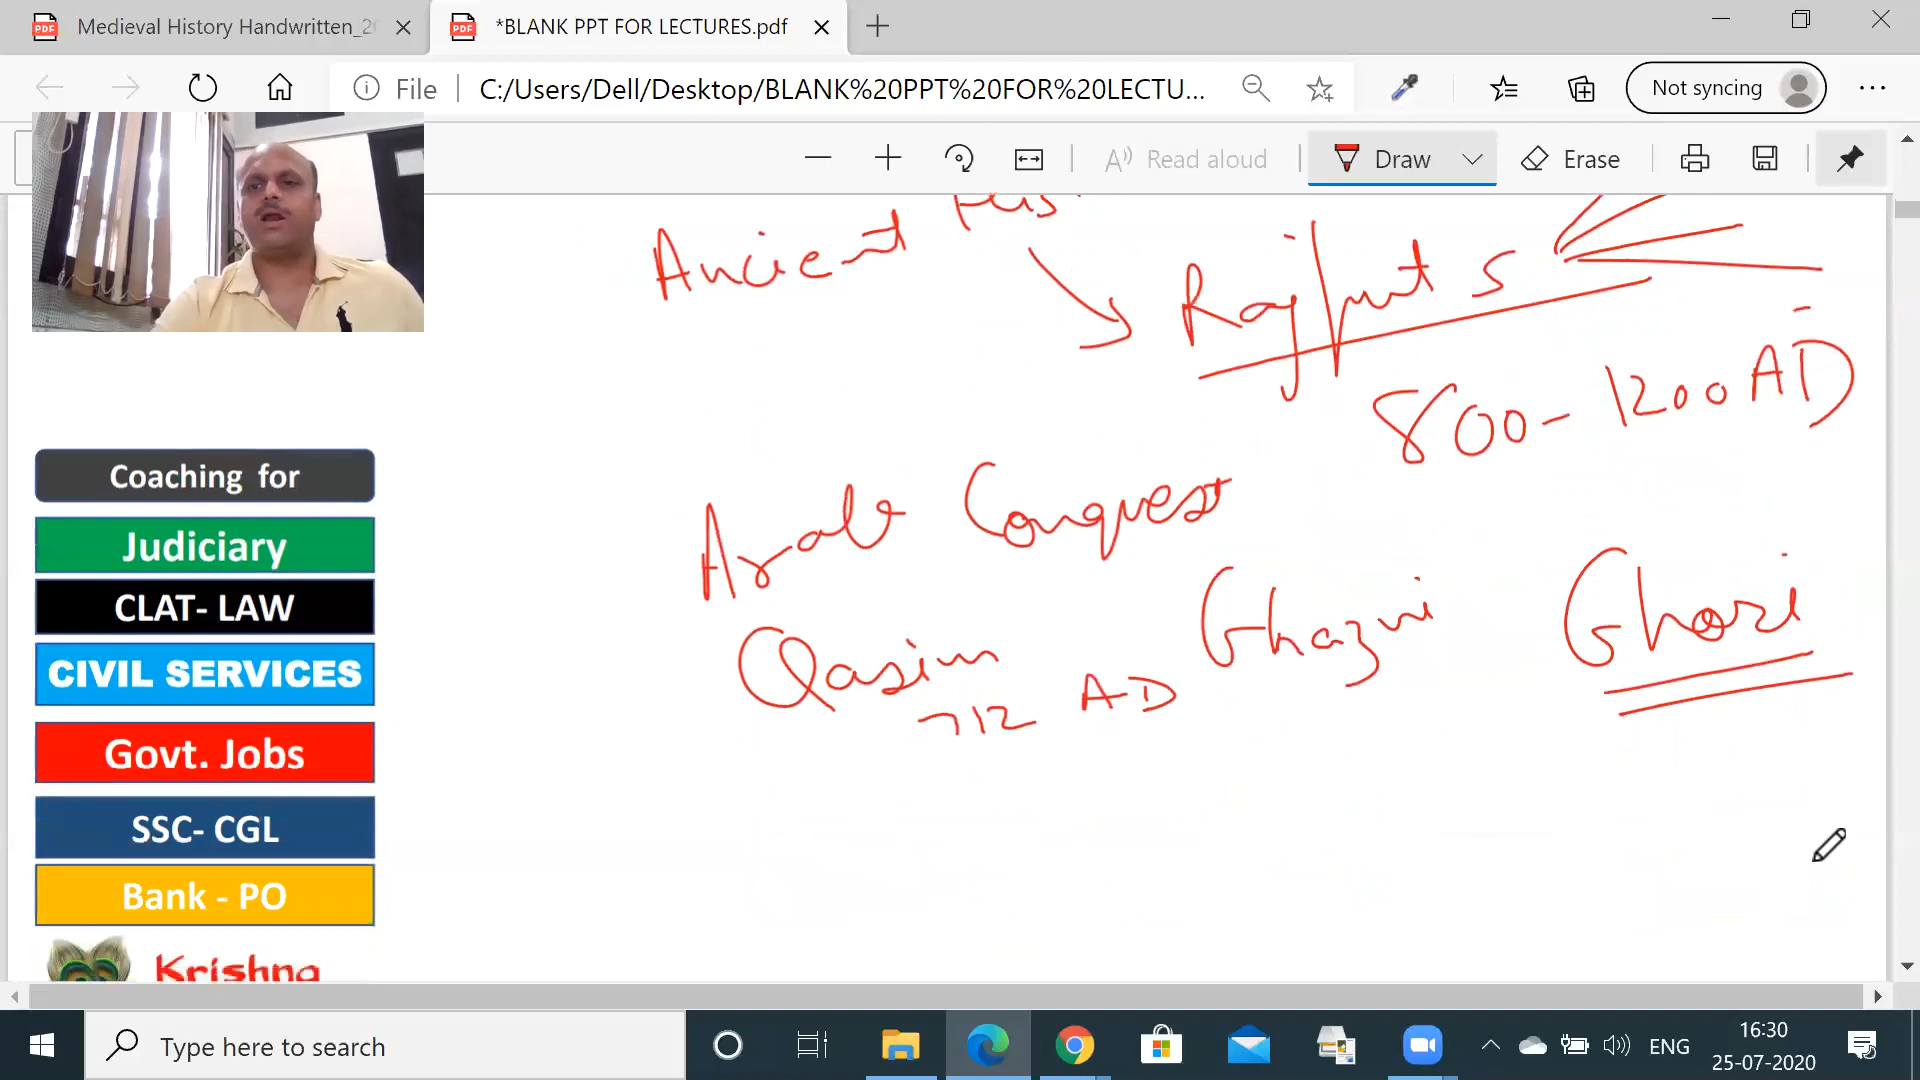 Medieval History Handwritten_2
*BLANK PPT FOR LECTURES.pdf
File
C:/Users/Dell/Desktop/BLANK%20PPT%20FOR%20LECTU...
Not syncing
Read aloud
Draw
Erase
Ancient His
Rajputs
800-1200 AD
Arab Conquest
Qasim Ghazni Ghori
712 AD
Coaching for
Judiciary
CLAT- LAW
CIVIL SERVICES
Govt. Jobs
SSC- CGL
Bank - PO
Krishna
Type here to search
ENG
16:30
25-07-2020